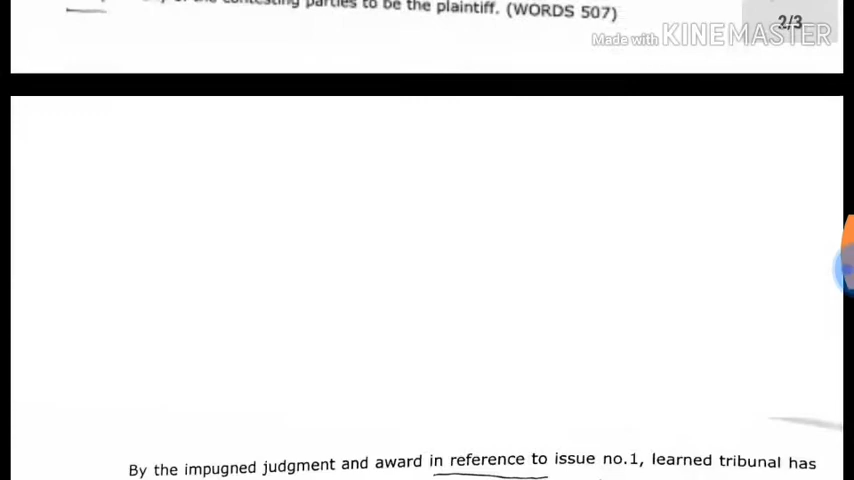 contesting parties to be the plaintiff. (WORDS 507)
2/3
Made with KINEMASTER
By the impugned judgment and award in reference to issue no.1, learned tribunal has